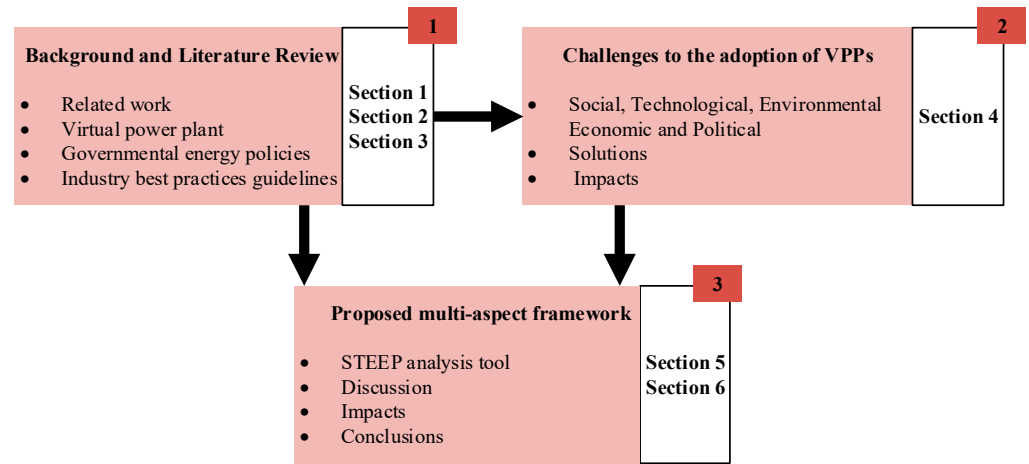 1
Background and Literature Review
• Related work
• Virtual power plant
• Governmental energy policies
• Industry best practices guidelines
Section 1
Section 2
Section 3
2
Challenges to the adoption of VPPs
• Social, Technological, Environmental
Economic and Political
• Solutions
• Impacts
Section 4
3
Proposed multi-aspect framework
• STEEP analysis tool
• Discussion
• Impacts
• Conclusions
Section 5
Section 6